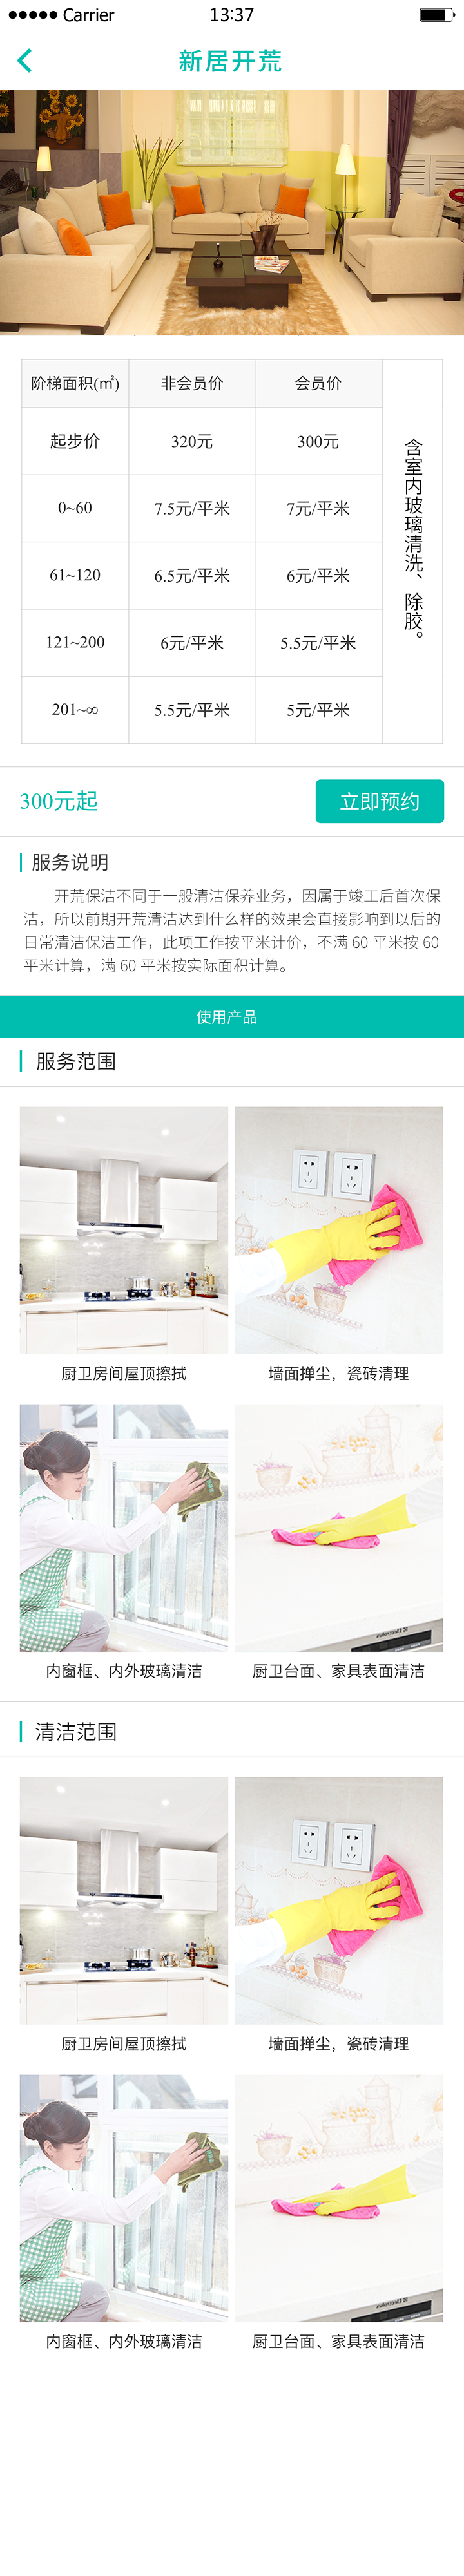 Carrier 13:37
新居开荒
阶梯面积(㎡) 非会员价 会员价
起步价 320元 300元
0~60 7.5元/平米 7元/平米
61~120 6.5元/平米 6元/平米
121~200 6元/平米 5.5元/平米
201~∞ 5.5元/平米 5元/平米
含室内玻璃清洗、除胶。
300元起 立即预约
服务说明
开荒保洁不同于一般清洁保养业务，因属于竣工后首次保
洁，所以前期开荒清洁达到什么样的效果会直接影响到以后的
日常清洁保洁工作，此项工作按平米计价，不满 60 平米按 60
平米计算，满 60 平米按实际面积计算。
使用产品
服务范围
厨卫房间屋顶擦拭 墙面掸尘，瓷砖清理
内窗框、内外玻璃清洁 厨卫台面、家具表面清洁
清洁范围
厨卫房间屋顶擦拭 墙面掸尘，瓷砖清理
内窗框、内外玻璃清洁 厨卫台面、家具表面清洁